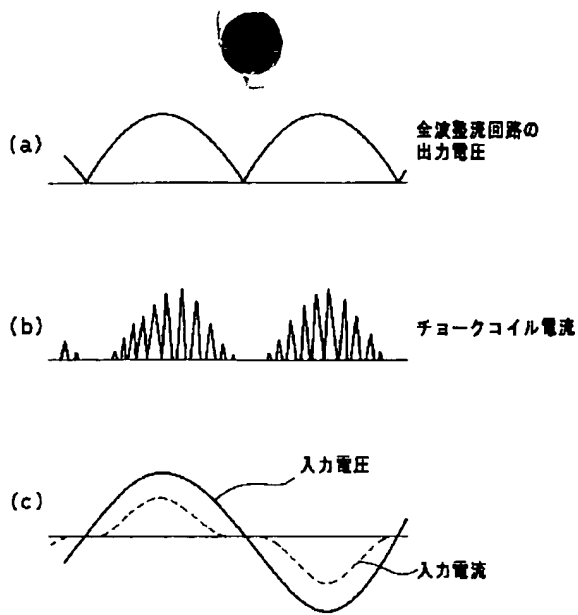 (a)
全波整流回路の
出力電圧
(b)
チョークコイル電流
(c)
入力電圧
入力電流